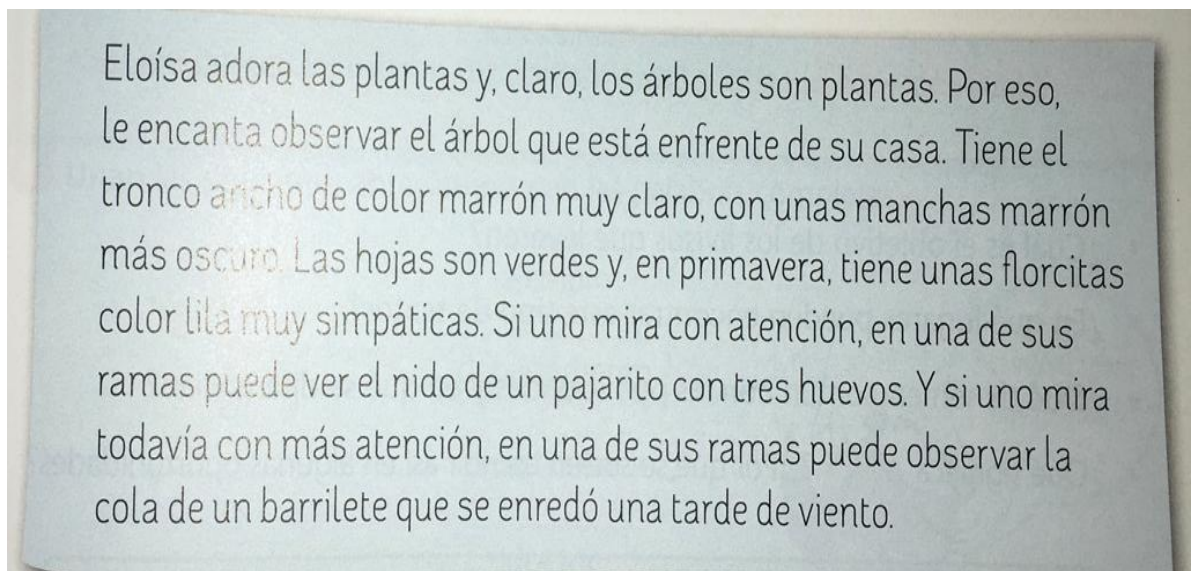 Eloísa adora las plantas y, claro, los árboles son plantas. Por eso,
le encanta observar el árbol que está enfrente de su casa. Tiene el
tronco ancho de color marrón muy claro, con unas manchas marrón
más oscuro. Las hojas son verdes y, en primavera, tiene unas florcitas
color lila muy simpáticas. Si uno mira con atención, en una de sus
ramas puede ver el nido de un pajarito con tres huevos. Y si uno mira
todavía con más atención, en una de sus ramas puede observar la
cola de un barrilete que se enredó una tarde de viento.